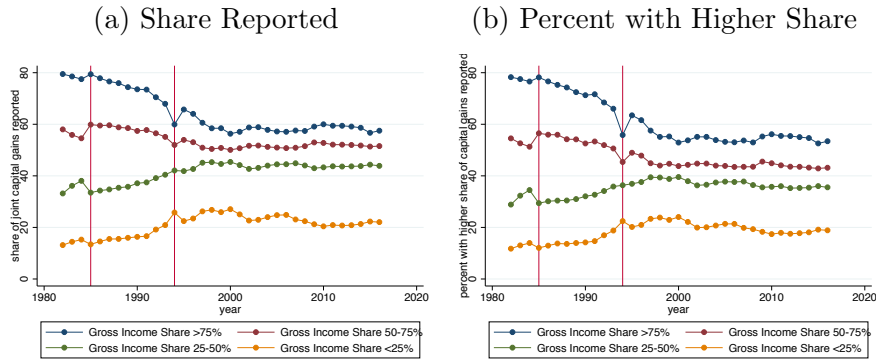 (a) Share Reported
share of joint capital gains reported
80
60
40
20
0
1980
1990
2000
2010
2020
year
Gross Income Share >75%
Gross Income Share 50-75%
Gross Income Share 25-50%
Gross Income Share <25%
(b) Percent with Higher Share
percent with higher share of capital gains reported
80
60
40
20
0
1980
1990
2000
2010
2020
year
Gross Income Share >75%
Gross Income Share 50-75%
Gross Income Share 25-50%
Gross Income Share <25%